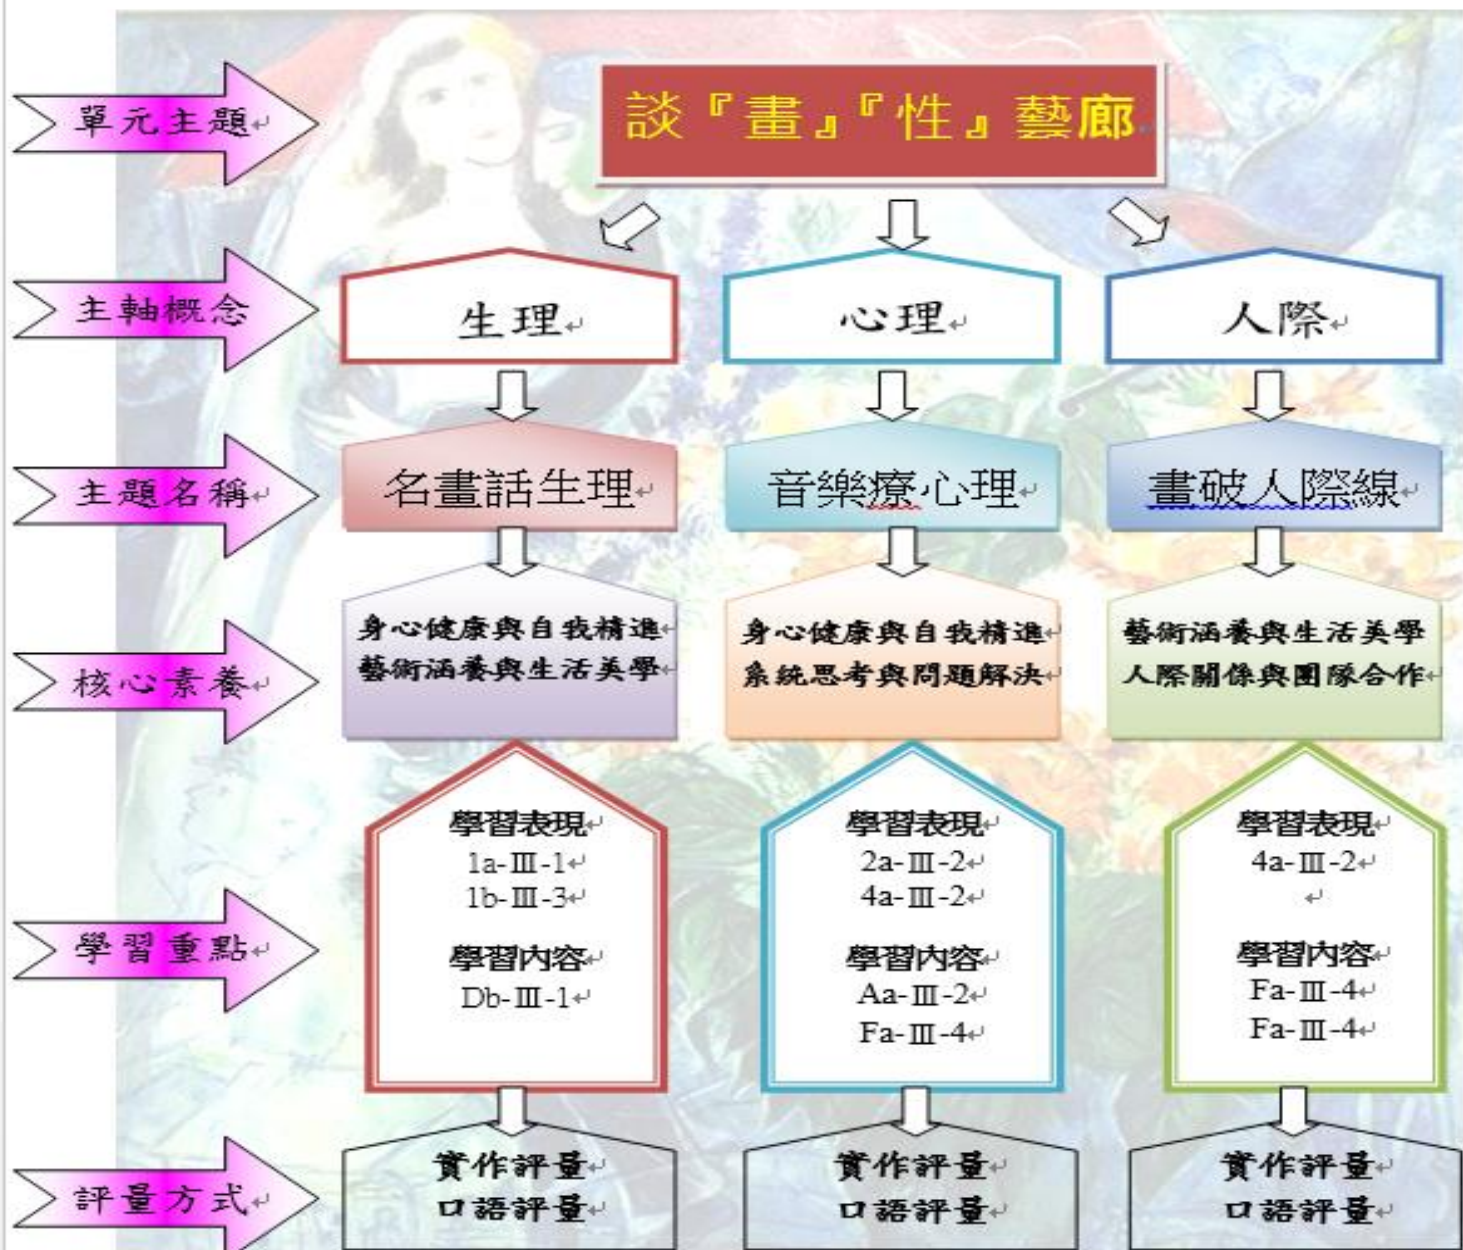 單元主題
談『畫』『性』藝廊
主軸概念
生理
心理
人際
主題名稱
名畫話生理
音樂療心理
畫破人際線
核心素養
身心健康與自我精進
藝術涵養與生活美學
身心健康與自我精進
系統思考與問題解決
藝術涵養與生活美學
人際關係與團隊合作
學習重點
學習表現
1a-Ⅲ-1
1b-Ⅲ-3
學習內容
Db-Ⅲ-1
學習表現
2a-Ⅲ-2
4a-Ⅲ-2
學習內容
Aa-Ⅲ-2
Fa-Ⅲ-4
學習表現
4a-Ⅲ-2
學習內容
Fa-Ⅲ-4
Fa-Ⅲ-4
評量方式
實作評量
口語評量
實作評量
口語評量
實作評量
口語評量